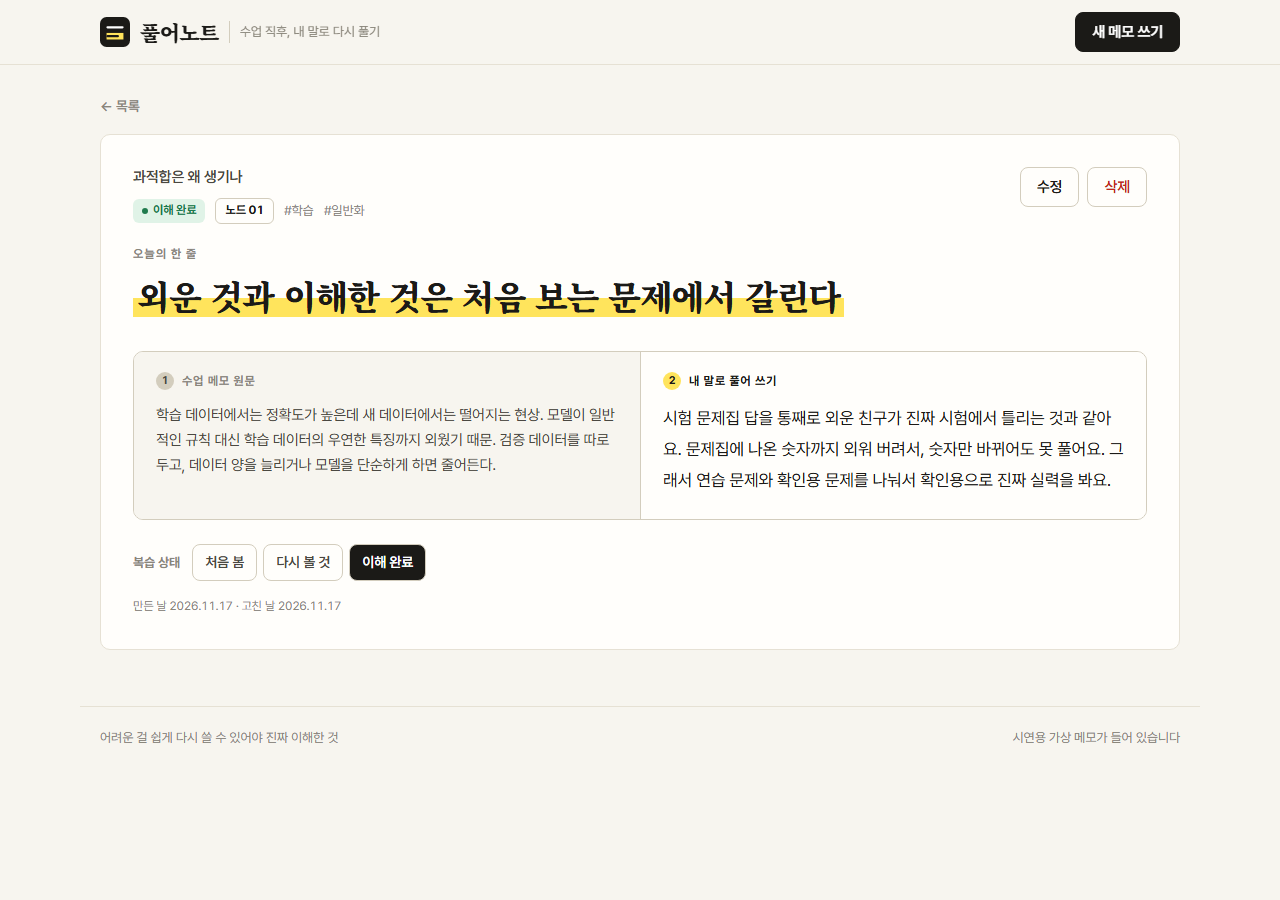 풀어노트
수업 직후, 내 말로 다시 풀기
새 메모 쓰기
← 목록
과적합은 왜 생기나
이해 완료
노드 01
#학습 #일반화
수정
삭제
오늘의 한 줄
외운 것과 이해한 것은 처음 보는 문제에서 갈린다
1 수업 메모 원문
학습 데이터에서는 정확도가 높은데 새 데이터에서는 떨어지는 현상. 모델이 일반
적인 규칙 대신 학습 데이터의 우연한 특징까지 외웠기 때문. 검증 데이터를 따로
두고, 데이터 양을 늘리거나 모델을 단순하게 하면 줄어든다.
2 내 말로 풀어 쓰기
시험 문제집 답을 통째로 외운 친구가 진짜 시험에서 틀리는 것과 같아
요. 문제집에 나온 숫자까지 외워 버려서, 숫자만 바뀌어도 못 풀어요. 그
래서 연습 문제와 확인용 문제를 나눠서 확인용으로 진짜 실력을 봐요.
복습 상태
처음 봄
다시 볼 것
이해 완료
만든 날 2026.11.17 · 고친 날 2026.11.17
어려운 걸 쉽게 다시 쓸 수 있어야 진짜 이해한 것
시연용 가상 메모가 들어 있습니다